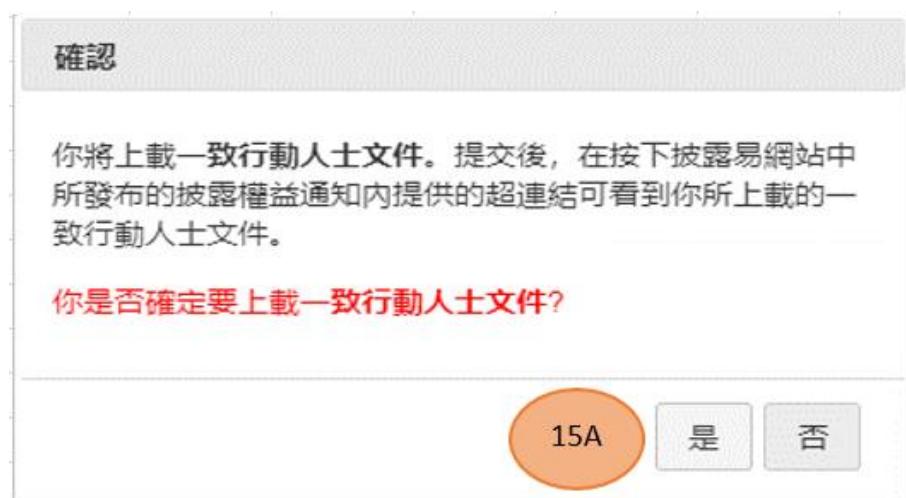 確認
你將上載一致行動人士文件。提交後，在按下披露易網站中
所發布的披露權益通知內提供的超連結可看到你所上載的一
致行動人士文件。
你是否確定要上載一致行動人士文件?
15A 是 否